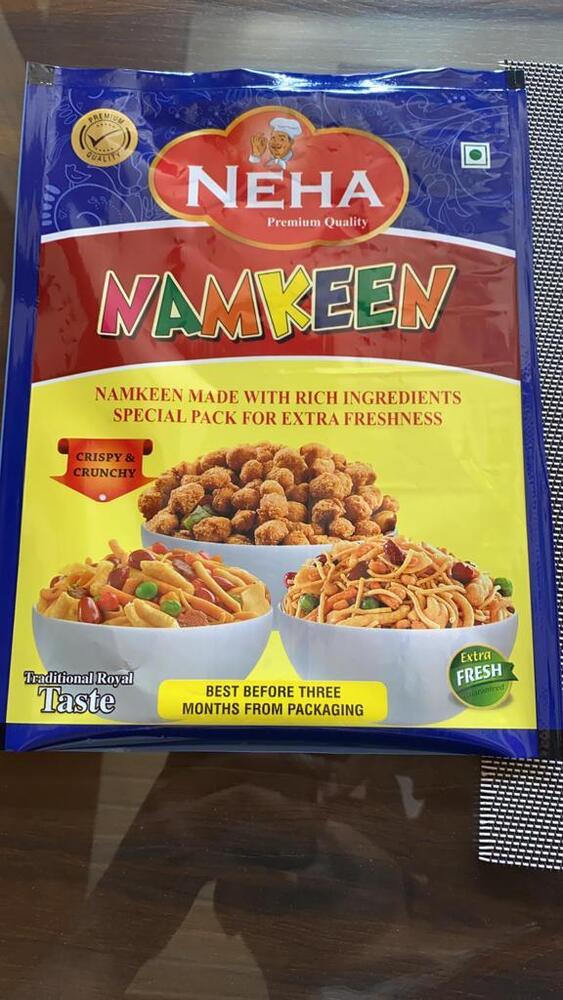 PREMIUM
QUALITY
NEHA
Premium Quality
NAMKEEN
NAMKEEN MADE WITH RICH INGREDIENTS
SPECIAL PACK FOR EXTRA FRESHNESS
CRISPY &
CRUNCHY
Traditional Royal
Taste
BEST BEFORE THREE
MONTHS FROM PACKAGING
Extra
FRESH
Guaranteed